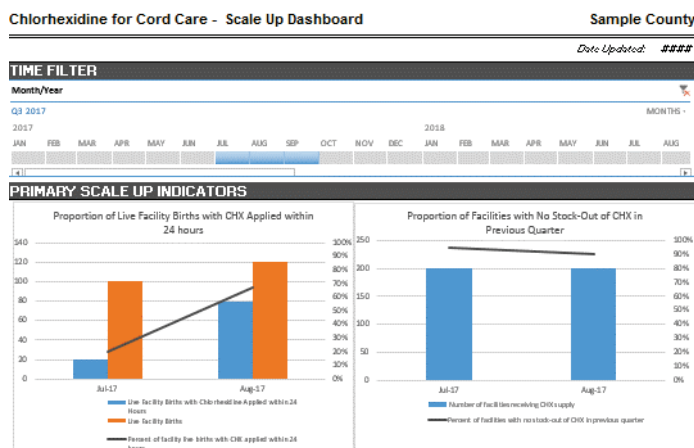 Chlorhexidine for Cord Care - Scale Up Dashboard Sample County
Date Updated: ####
TIME FILTER
Month/Year
Q3 2017 MONTHS
2017 2018
JAN FEB MAR APR MAY JUN JUL AUG SEP OCT NOV DEC JAN FEB MAR APR MAY JUN JUL AUG
PRIMARY SCALE UP INDICATORS
Proportion of Live Facility Births with CHX Applied within
24 hours
140
120
100
80
60
40
20
0
100%
90%
80%
70%
60%
50%
40%
30%
20%
10%
0%
Jul-17 Aug-17
Live Facility Births with Chlorhexidine Applied within 24
Hours
Live Facility Births
Percent of facility live births with CHX applied within 24
hours
Proportion of Facilities with No Stock-Out of CHX in
Previous Quarter
250
200
150
100
50
0
100%
90%
80%
70%
60%
50%
40%
30%
20%
10%
0%
Jul-17 Aug-17
Number of facilities receiving CHX supply
Percent of facilities with no stock-out of CHX in previous quarter